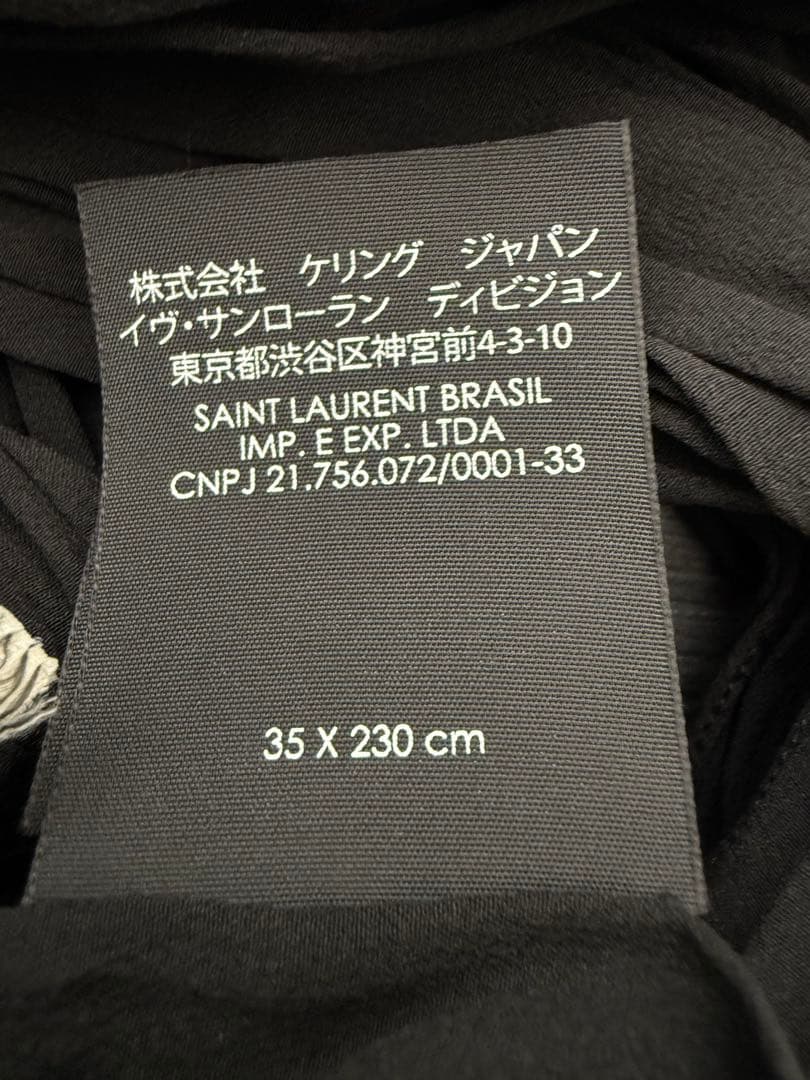 株式会社 ケリング ジャパン
イヴ・サンローラン ディビジョン
東京都渋谷区神宮前4-3-10
SAINT LAURENT BRASIL
IMP. E EXP. LTDA
CNPJ 21.756.072/0001-33
35 X 230 cm